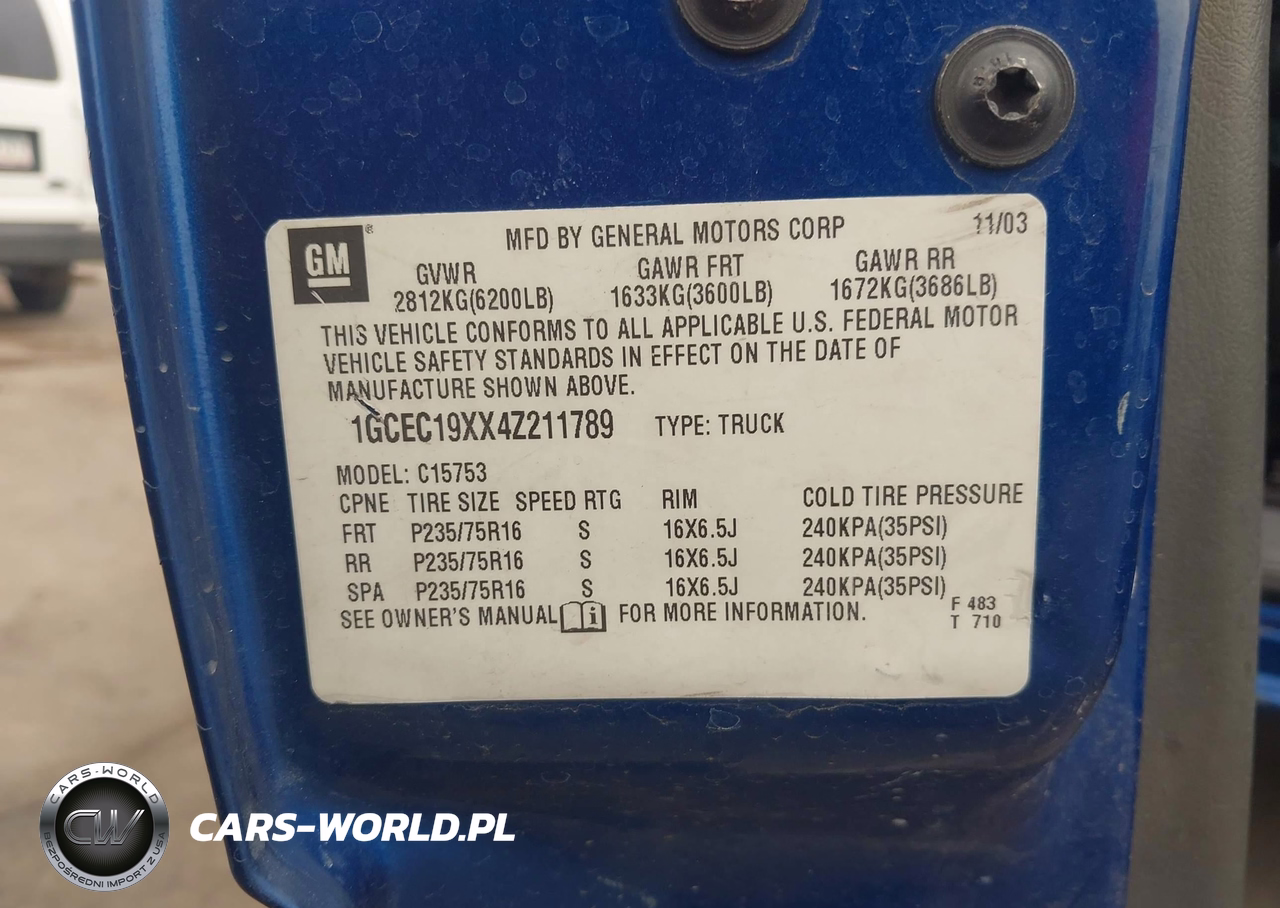 GM®
MFD BY GENERAL MOTORS CORP 11/03
GVWR GAWR FRT GAWR RR
2812KG(6200LB) 1633KG(3600LB) 1672KG(3686LB)
THIS VEHICLE CONFORMS TO ALL APPLICABLE U.S. FEDERAL MOTOR
VEHICLE SAFETY STANDARDS IN EFFECT ON THE DATE OF
MANUFACTURE SHOWN ABOVE.
1GCEC19XX4Z211789 TYPE: TRUCK
MODEL: C15753
CPNE TIRE SIZE SPEED RTG RIM COLD TIRE PRESSURE
FRT P235/75R16 S 16X6.5J 240KPA(35PSI)
RR P235/75R16 S 16X6.5J 240KPA(35PSI)
SPA P235/75R16 S 16X6.5J 240KPA(35PSI)
SEE OWNER'S MANUAL i FOR MORE INFORMATION.
F 483
T 710
CARS-WORLD
CW
BEZPOŚREDNI IMPORT Z USA
CARS-WORLD.PL